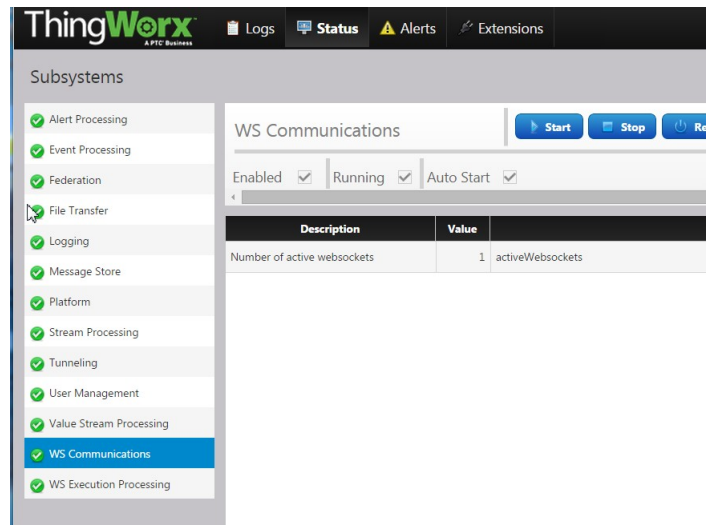 ThingWorx
A PTC Business
Logs
Status
Alerts
Extensions
Subsystems
Alert Processing
Event Processing
Federation
File Transfer
Logging
Message Store
Platform
Stream Processing
Tunneling
User Management
Value Stream Processing
WS Communications
WS Execution Processing
WS Communications
Start
Stop
Re
Enabled
Running
Auto Start
Description Value
Number of active websockets 1 activeWebsockets